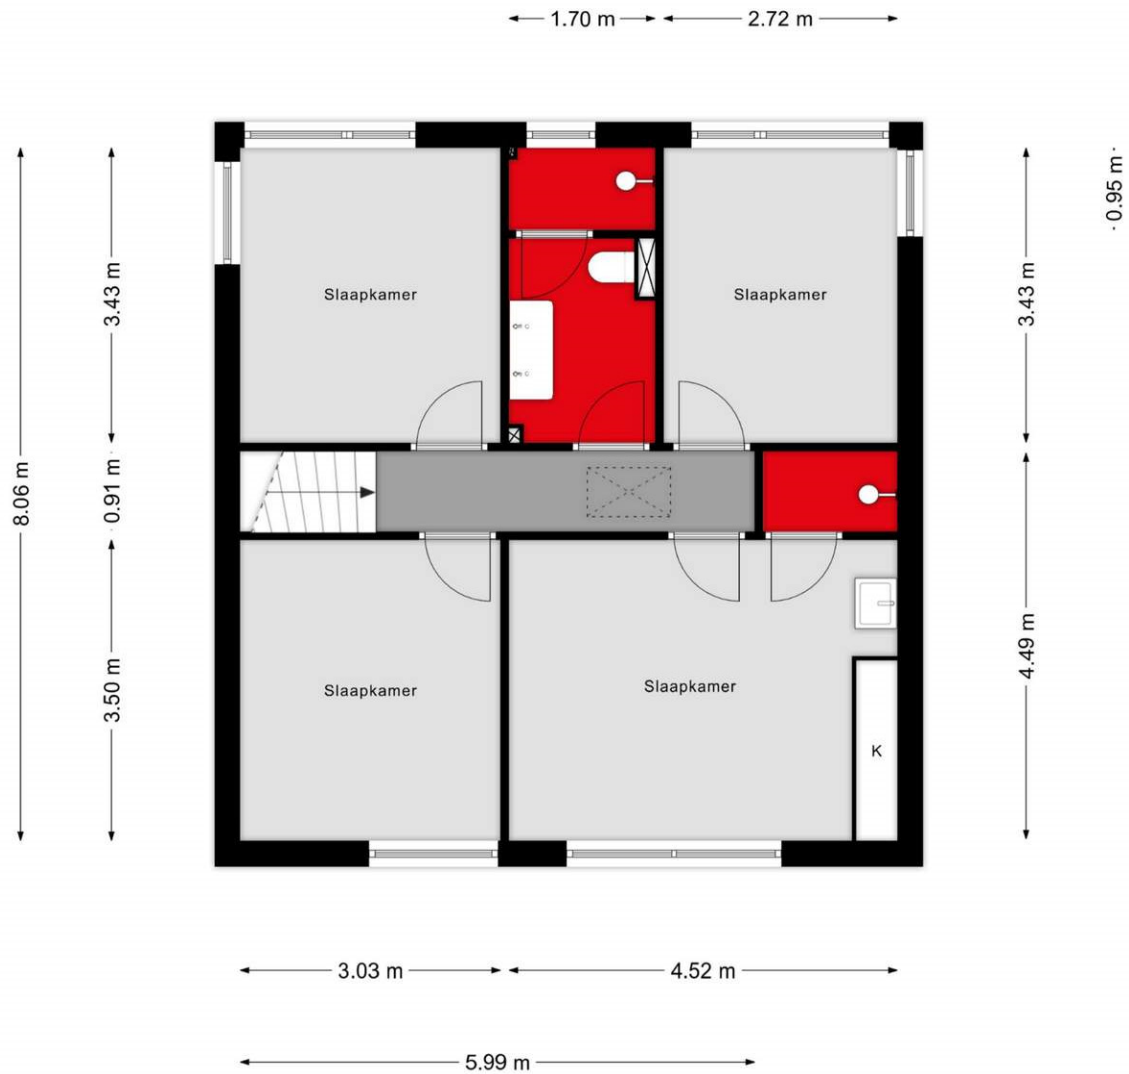 1.70 m
2.72 m
0.95 m
3.43 m
3.43 m
Slaapkamer
Slaapkamer
8.06 m
0.91 m
4.49 m
3.50 m
Slaapkamer
Slaapkamer
K
3.03 m
4.52 m
5.99 m